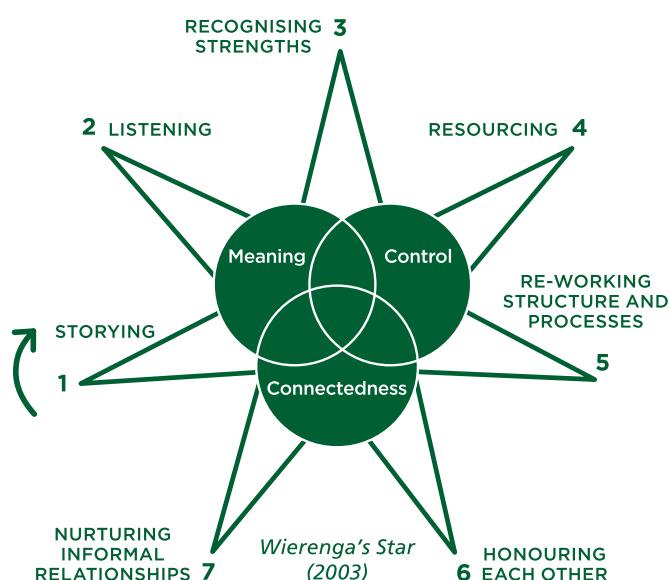 RECOGNISING 3
STRENGTHS
2 LISTENING
RESOURCING 4
Meaning
Control
RE-WORKING
STRUCTURE AND
PROCESSES
5
STORYING
1
Connectedness
NURTURING
INFORMAL
RELATIONSHIPS 7
Wierenga's Star
(2003)
HONOURING
6 EACH OTHER